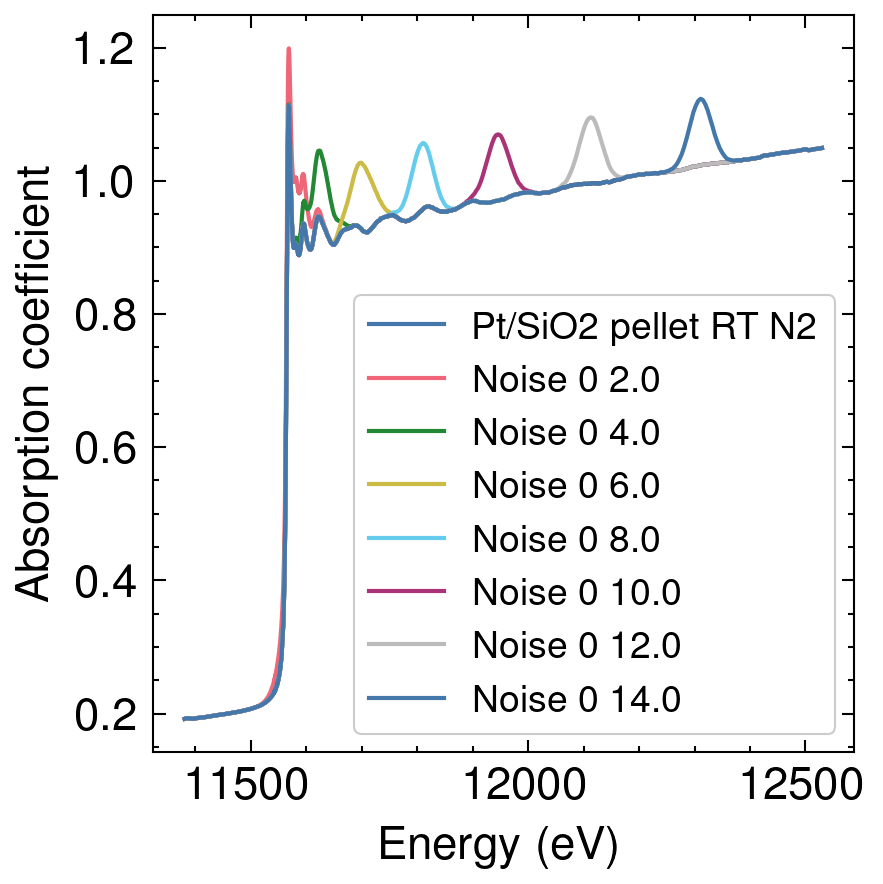 1.2
1.0
0.8
0.6
0.4
0.2
Absorption coefficient
Pt/SiO2 pellet RT N2
Noise 0 2.0
Noise 0 4.0
Noise 0 6.0
Noise 0 8.0
Noise 0 10.0
Noise 0 12.0
Noise 0 14.0
11500 12000 12500
Energy (eV)